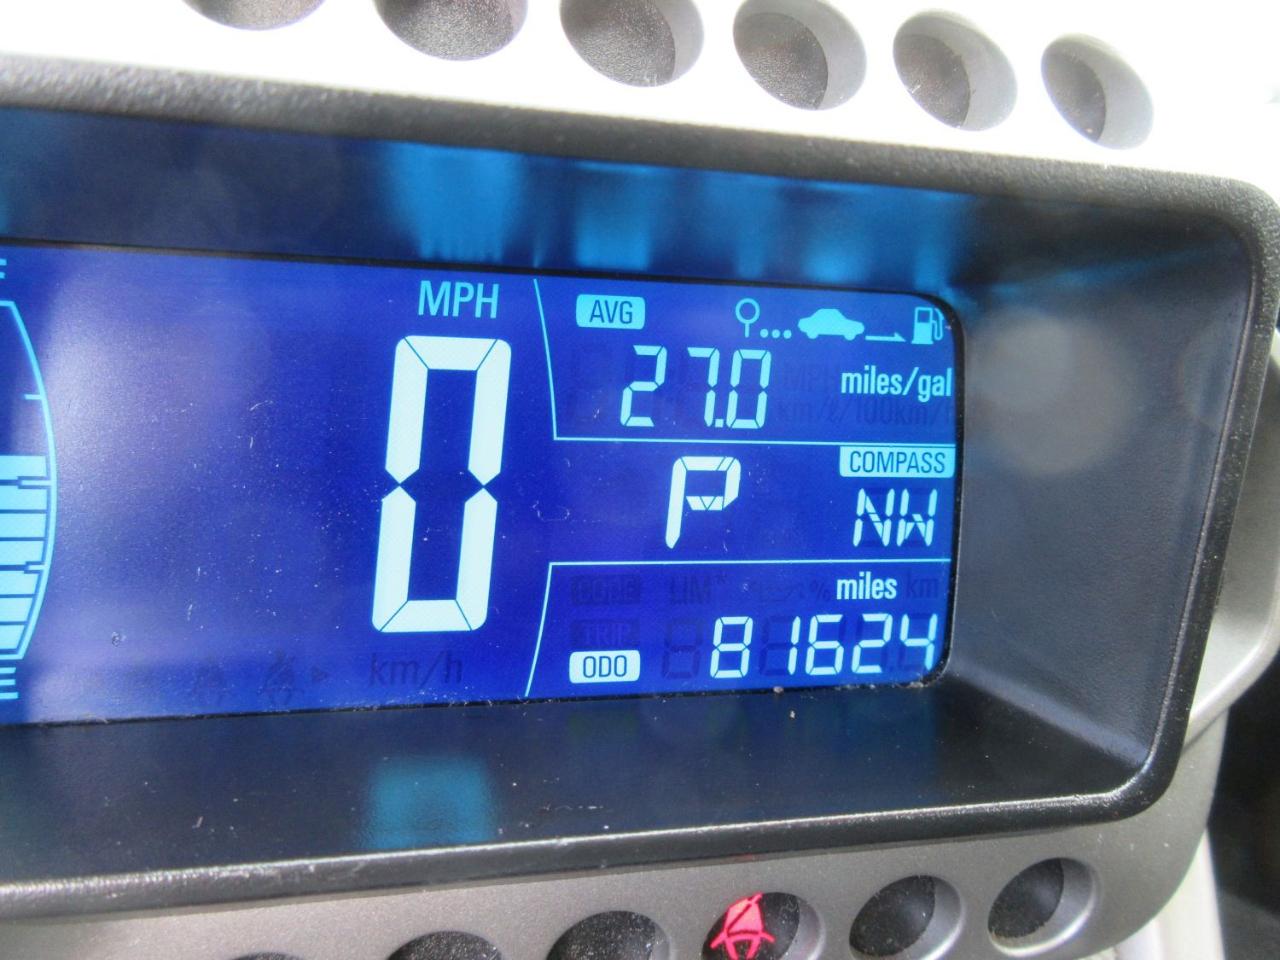 MPH
0
AVG
27.0 miles/gal
P
COMPASS
NW
miles
ODO 81624
km/h